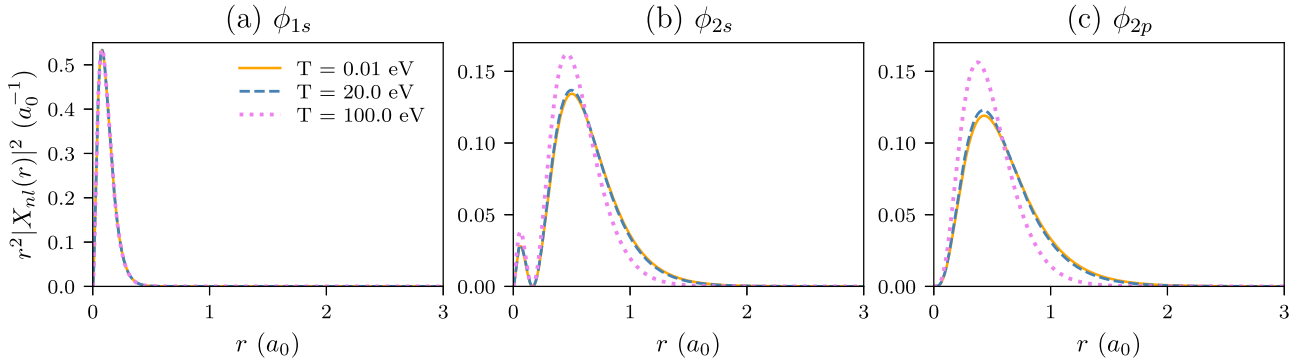 (a) ϕ₁ₛ
(b) ϕ₂ₛ
(c) ϕ₂ₚ
r²|Xₙₗ(r)|² (a₀⁻¹)
0.5
0.4
0.3
0.2
0.1
0.0
T = 0.01 eV
T = 20.0 eV
T = 100.0 eV
0.15
0.10
0.05
0.00
0.15
0.10
0.05
0.00
0 1 2 3
0 1 2 3
0 1 2 3
r (a₀)
r (a₀)
r (a₀)